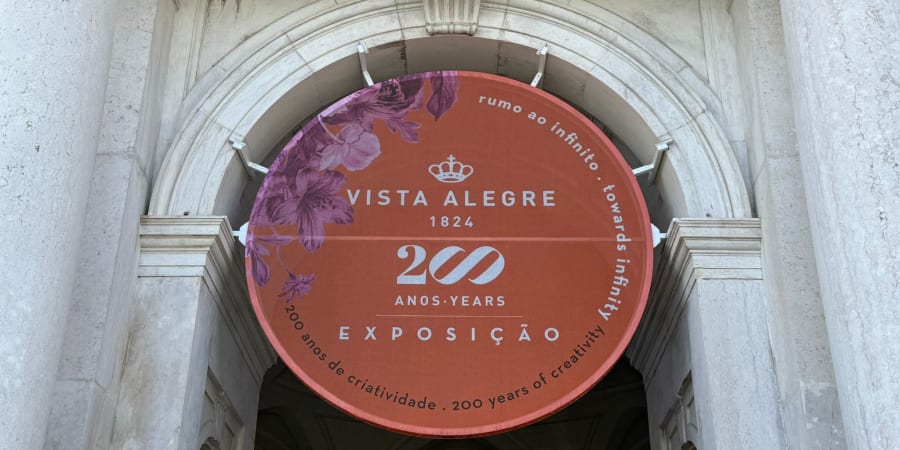 rumo ao infinito . towards infinity
VISTA ALEGRE
1824
200
ANOS·YEARS
EXPOSIÇÃO
200 anos de criatividade . 200 years of creativity